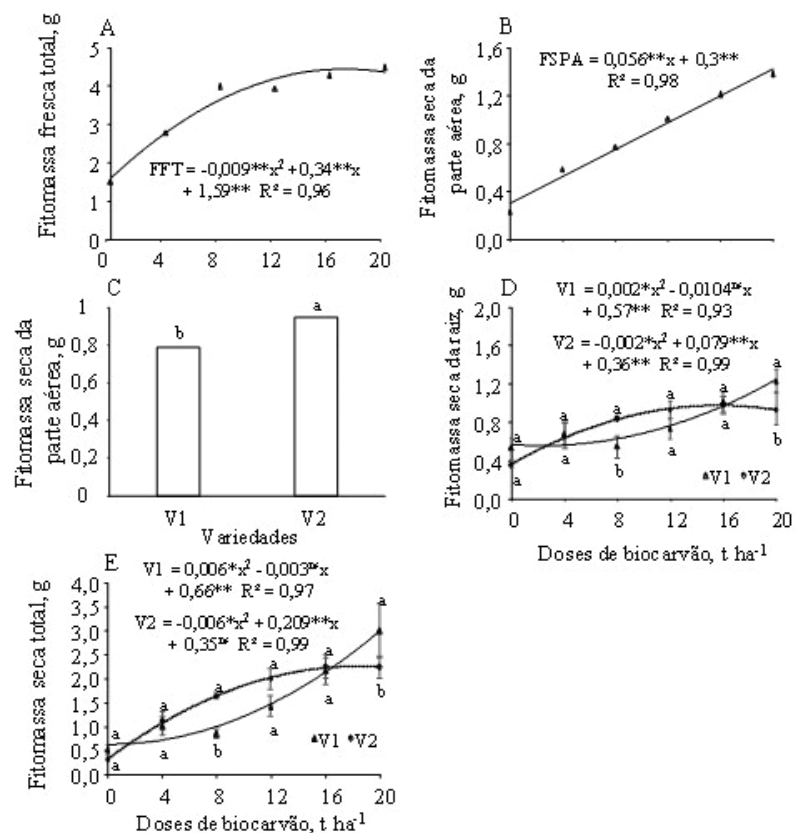 A
Fitomassa fresca total, g
5
4
3
2
1
0
FFT = -0,009**x² + 0,34**x
+ 1,59** R² = 0,96
0 4 8 12 16 20
B
Fitomassa seca da
parte aérea, g
1,6
1,2
0,8
0,4
0,0
FSPA = 0,056**x + 0,3**
R² = 0,98
C
Fitomassa seca da
parte aérea, g
1
0,8
0,6
0,4
0,2
0
b
a
V1 V2
Variedades
D
Fitomassa seca da raiz, g
2,0
1,6
1,2
0,8
0,4
0,0
V1 = 0,002*x² - 0,0104ⁿˢx
+ 0,57** R² = 0,93
V2 = -0,002*x² + 0,079**x
+ 0,36** R² = 0,99
a a a a a a
a a b a a b
V1 V2
0 4 8 12 16 20
Doses de biocarvão, t ha⁻¹
E
Fitomassa seca total, g
4,0
3,5
3,0
2,5
2,0
1,5
1,0
0,5
0,0
V1 = 0,006*x² - 0,003ⁿˢx
+ 0,66** R² = 0,97
V2 = -0,006*x² + 0,209**x
+ 0,35ⁿˢ R² = 0,99
a a a a a a
a a b a a b
V1 V2
0 4 8 12 16 20
Doses de biocarvão, t ha⁻¹